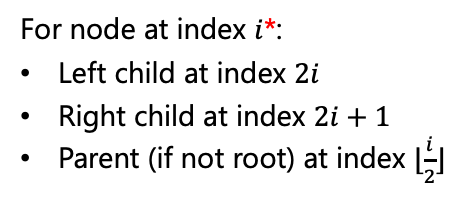 For node at index i*:
• Left child at index 2i
• Right child at index 2i + 1
• Parent (if not root) at index ⌊i/2⌋